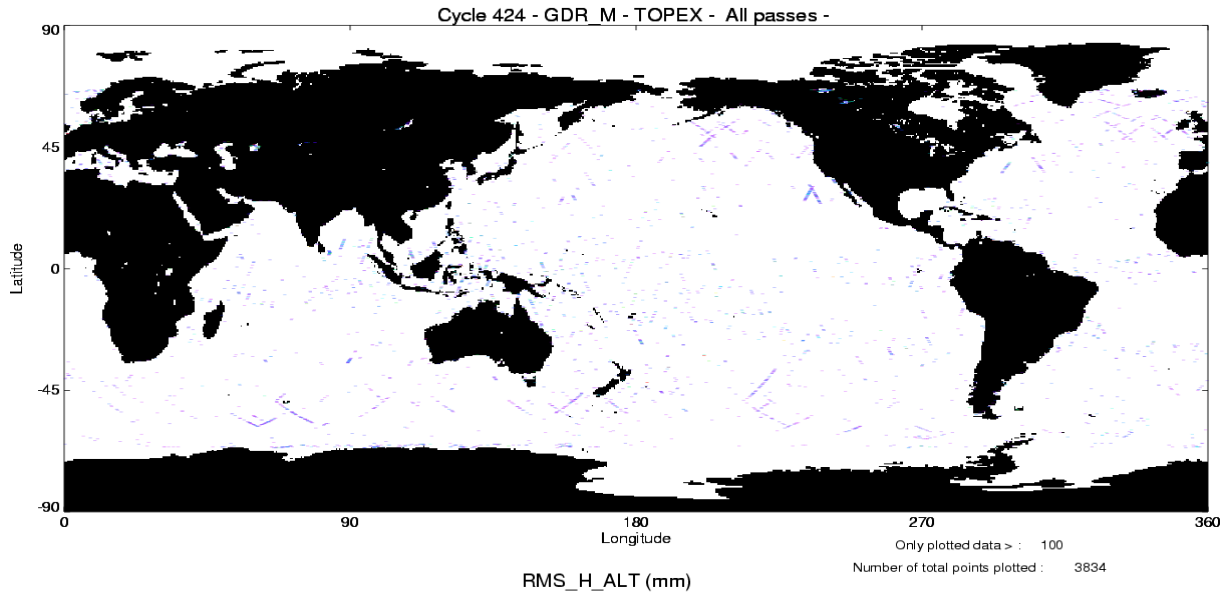 Cycle 424 - GDR_M - TOPEX - All passes -
90
45
0
-45
-90
Latitude
0 90 180 270 360
Longitude
Only plotted data > : 100
Number of total points plotted : 3834
RMS_H_ALT (mm)